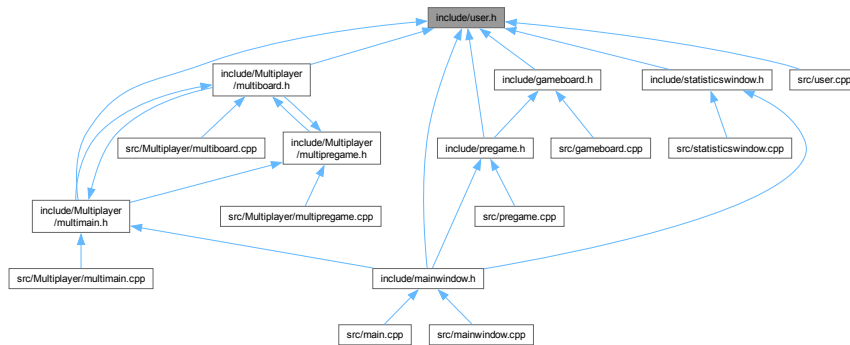 include/user.h
include/Multiplayer
/multiboard.h
include/gameboard.h
include/statisticswindow.h
src/user.cpp
src/Multiplayer/multiboard.cpp
include/Multiplayer
/multipregame.h
include/pregame.h
src/gameboard.cpp
src/statisticswindow.cpp
include/Multiplayer
/multimain.h
src/Multiplayer/multipregame.cpp
src/pregame.cpp
src/Multiplayer/multimain.cpp
include/mainwindow.h
src/main.cpp
src/mainwindow.cpp